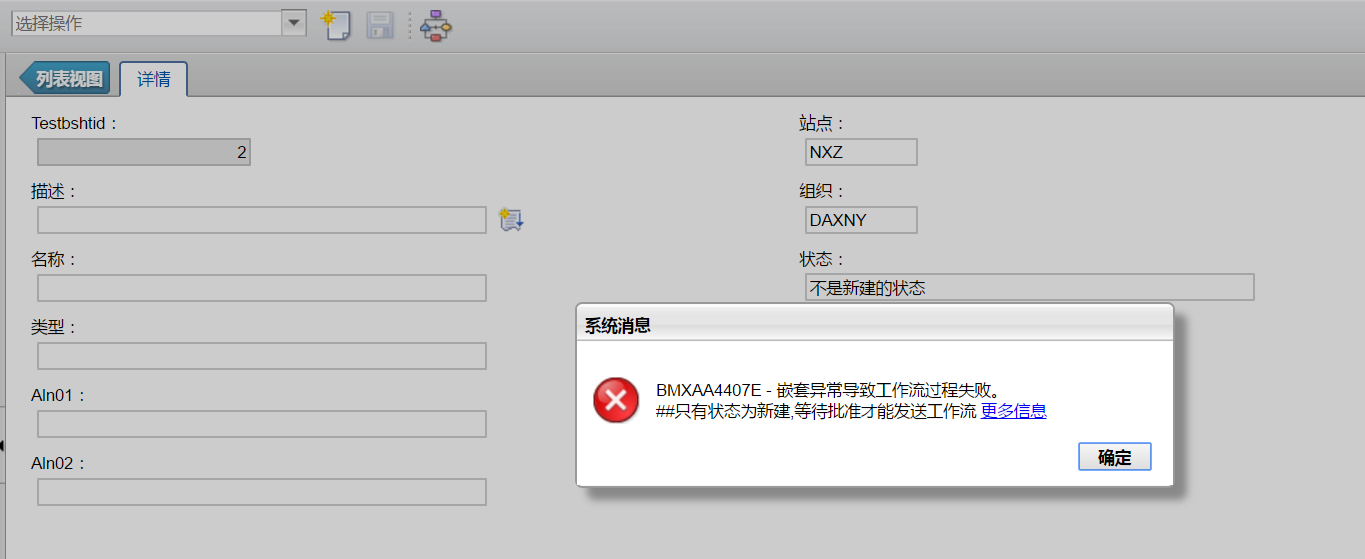 选择操作
列表视图
详情
Testbshtid：
2
站点：
NXZ
描述：
组织：
DAXNY
名称：
状态：
不是新建的状态
类型：
Aln01：
Aln02：
系统消息
BMXAA4407E - 嵌套异常导致工作流过程失败。
##只有状态为新建,等待批准才能发送工作流 更多信息
确定